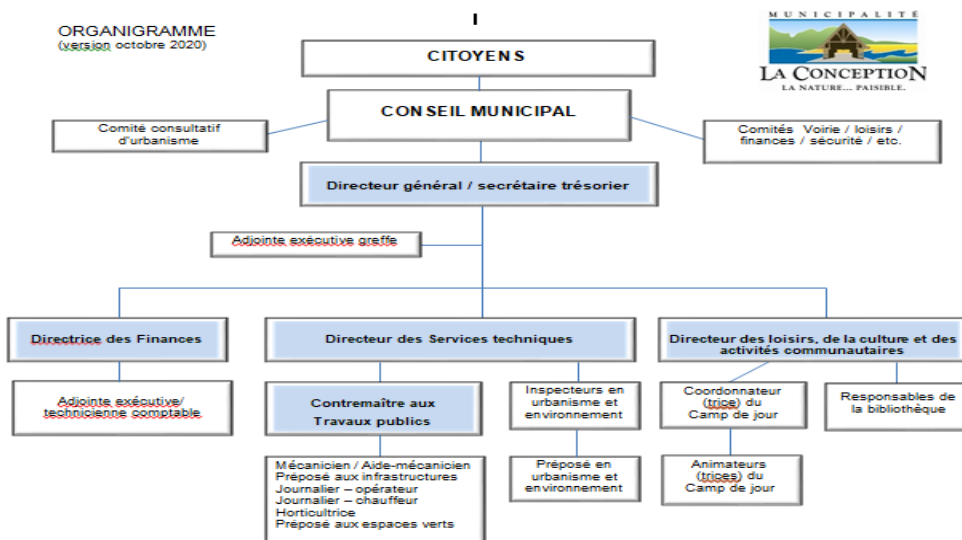 I
ORGANIGRAMME
(version octobre 2020)
MUNICIPALITÉ
LA CONCEPTION
LA NATURE... PAISIBLE.
CITOYENS
CONSEIL MUNICIPAL
Comité consultatif
d'urbanisme
Comités Voirie / loisirs /
finances / sécurité / etc.
Directeur général / secrétaire trésorier
Adjointe exécutive greffe
Directrice des Finances
Directeur des Services techniques
Directeur des loisirs, de la culture et des
activités communautaires
Adjointe exécutive/
technicienne comptable
Contremaître aux
Travaux publics
Inspecteurs en
urbanisme et
environnement
Coordonnateur
(trice) du
Camp de jour
Responsables de
la bibliothèque
Mécanicien / Aide-mécanicien
Préposé aux infrastructures
Journalier – opérateur
Journalier – chauffeur
Horticultrice
Préposé aux espaces verts
Préposé en
urbanisme et
environnement
Animateurs
(trices) du
Camp de jour